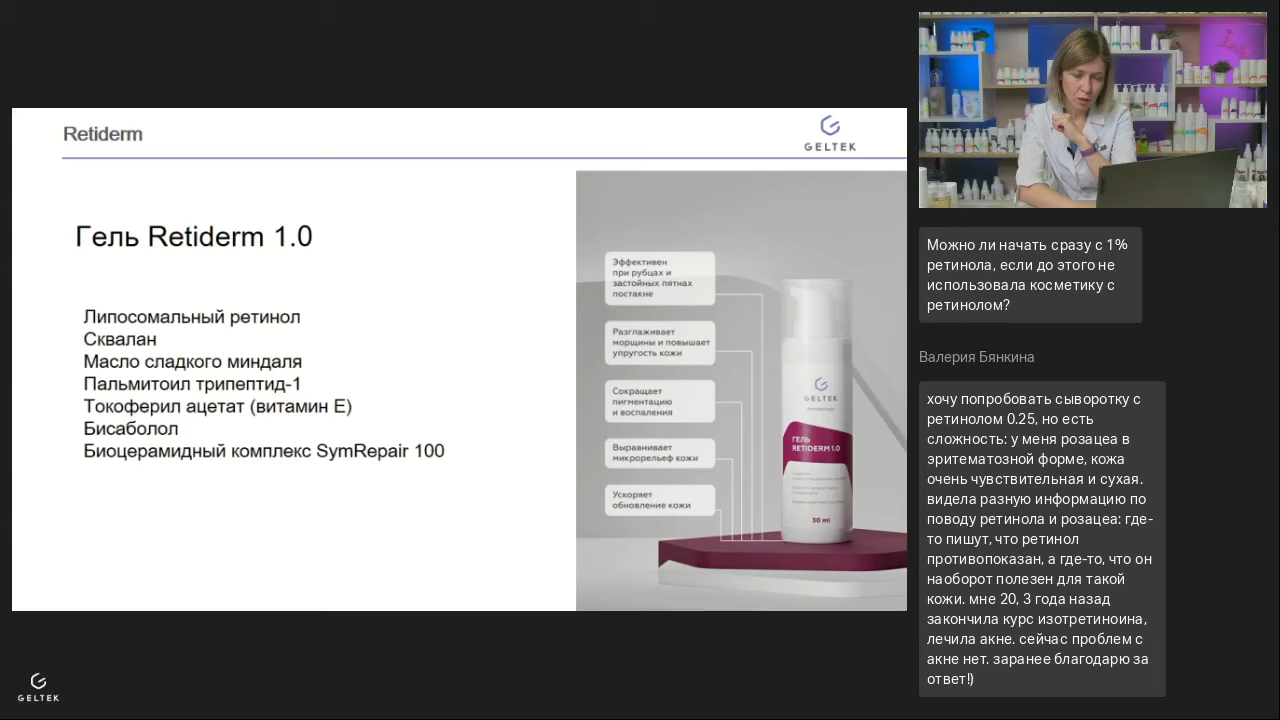 Retiderm
GELTEK
Гель Retiderm 1.0
Липосомальный ретинол
Сквалан
Масло сладкого миндаля
Пальмитоил трипептид-1
Токоферил ацетат (витамин Е)
Бисаболол
Биоцерамидный комплекс SymRepair 100
Эффективен
при рубцах и
застойных пятнах
постакне
Разглаживает
морщины и повышает
упругость кожи
Сокращает
пигментацию
и воспаления
Выравнивает
микрорельеф кожи
Ускоряет
обновление кожи
GELTEK
ГЕЛЬ
RETIDERM 1.0
30 ml
GELTEK
Можно ли начать сразу с 1%
ретинола, если до этого не
использовала косметику с
ретинолом?
Валерия Бянкина
хочу попробовать сыворотку с
ретинолом 0.25, но есть
сложность: у меня розацеа в
эритематозной форме, кожа
очень чувствительная и сухая.
видела разную информацию по
поводу ретинола и розацеа: где-
то пишут, что ретинол
противопоказан, а где-то, что он
наоборот полезен для такой
кожи. мне 20, 3 года назад
закончила курс изотретиноина,
лечила акне. сейчас проблем с
акне нет. заранее благодарю за
ответ!)